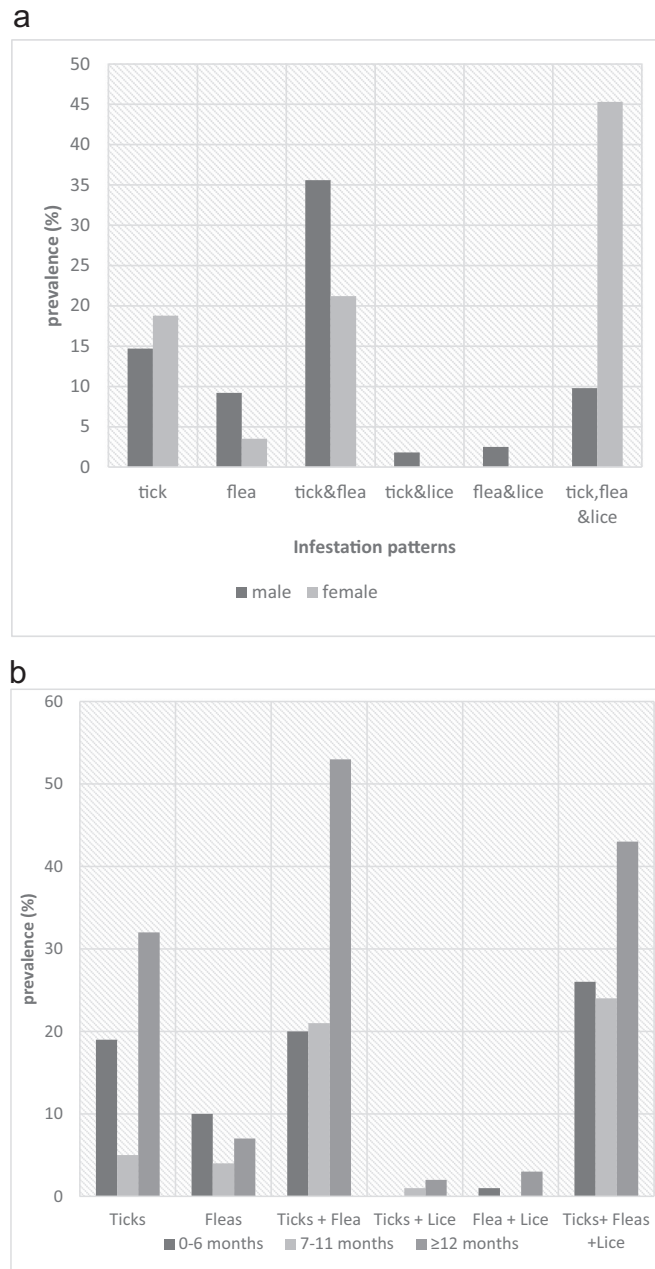 a
50
45
40
35
30
25
20
15
10
5
0
prevalence (%)
tick flea tick&flea tick&lice flea&lice tick,flea
&lice
Infestation patterns
male female
b
60
50
40
30
20
10
0
prevalence (%)
Ticks Fleas Ticks + Flea Ticks + Lice Flea + Lice Ticks+ Fleas
+Lice
0-6 months 7-11 months ≥12 months